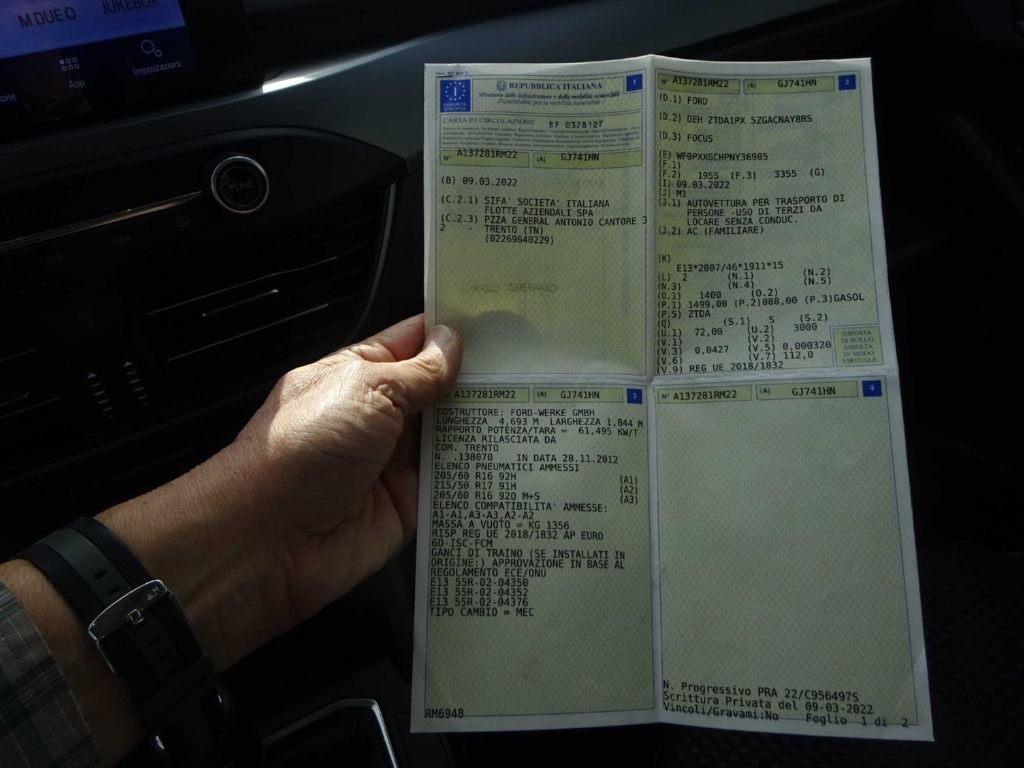 M DUE O JUKEBOX
App
Impostazioni
TUNE
1
REPUBBLICA ITALIANA
Ministero delle infrastrutture e della mobilità sostenibili
Dipartimento per la mobilità sostenibile
I
COMUNITÀ EUROPEA
CARTA DI CIRCOLAZIONE BF 0328127
N° A137281RM22 (A) GJ741HN
(B) 09.03.2022
(C.2.1) SIFA' SOCIETA' ITALIANA
FLOTTE AZIENDALI SPA
(C.2.3) PZZA GENERAL ANTONIO CANTORE 3
2 - TRENTO (TN)
(02269640229)
N° A137281RM22 (A) GJ741HN 2
(D.1) FORD
(D.2) DEH ZTDA1PX 5ZGACNAY8BS
(D.3) FOCUS
(E) WF0PXXGCHPNY36905
(F.1)
(F.2) 1955 (F.3) 3355 (G)
(I) 09.03.2022
(J) M1
(J.1) AUTOVETTURA PER TRASPORTO DI
PERSONE -USO DI TERZI DA
LOCARE SENZA CONDUC.
(J.2) AC (FAMILIARE)
(K)
E13*2007/46*1911*15
(L) 2 (N.1) (N.2)
(N.3) (N.4) (N.5)
(O.1) 1400 (O.2)
(P.1) 1499,00 (P.2)088,00 (P.3)GASOL
(P.5) ZTDA
(Q) (S.1) 5 (S.2)
(U.1) 72,00 (U.2) 3000
(V.1) (V.2)
(V.3) 0,0427 (V.5) 0,000320
(V.6) (V.7) 112,0
(V.9) REG UE 2018/1832
IMPOSTA
DI BOLLO
ASSOLTA
IN MODO
VIRTUALE
N° A137281RM22 (A) GJ741HN 3
COSTRUTTORE: FORD-WERKE GMBH
LUNGHEZZA 4,693 M LARGHEZZA 1,844 M
RAPPORTO POTENZA/TARA = 61,495 KW/T
LICENZA RILASCIATA DA
COM. TRENTO
N. .138070 IN DATA 28.11.2012
ELENCO PNEUMATICI AMMESSI
205/60 R16 92H (A1)
215/50 R17 91H (A2)
205/60 R16 92Q M+S (A3)
ELENCO COMPATIBILITA' AMMESSE:
A1-A1,A3-A3,A2-A2
MASSA A VUOTO = KG 1356
RISP REG UE 2018/1832 AP EURO
6D-ISC-FCM
GANCI DI TRAINO (SE INSTALLATI IN
ORIGINE:) APPROVAZIONE IN BASE AL
REGOLAMENTO ECE/ONU
E13 55R-02-04350
E13 55R-02-04352
E13 55R-02-04376
TIPO CAMBIO = MEC
RM6948
N° A137281RM22 (A) GJ741HN 4
N. Progressivo PRA 22/C956497S
Scrittura Privata del 09-03-2022
Vincoli/Gravami:No Foglio 1 di 2